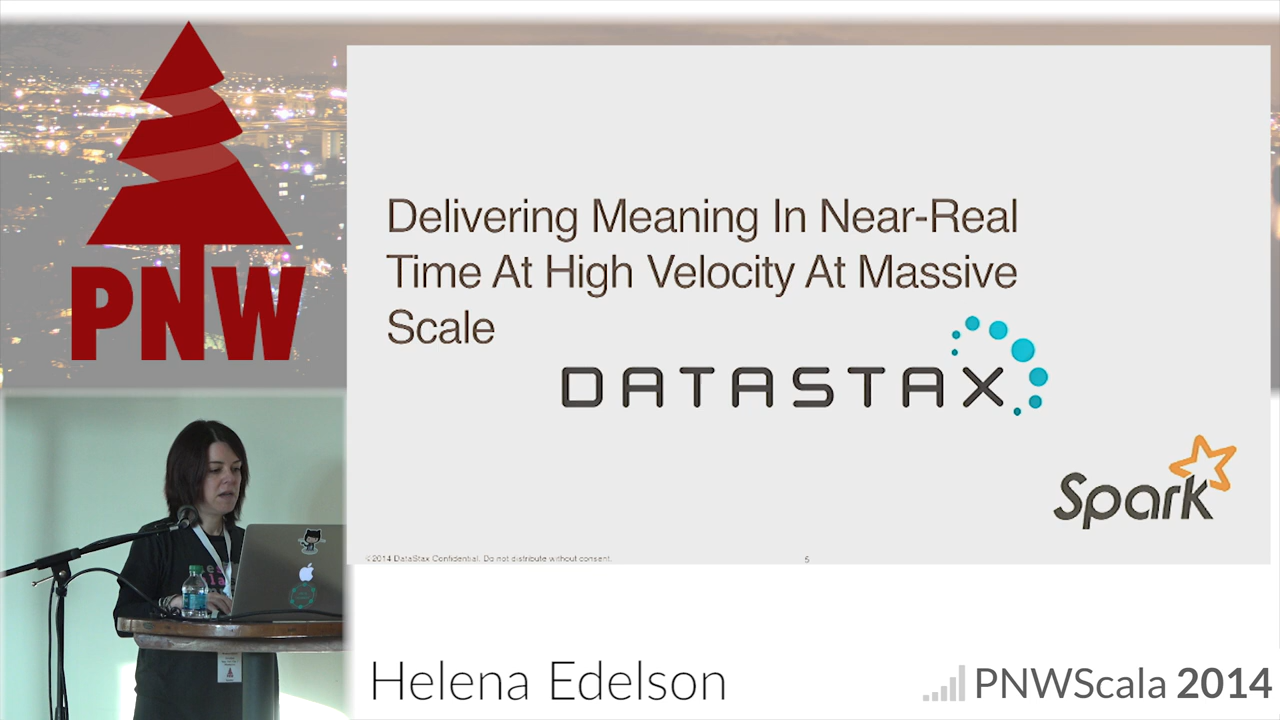 PNW
Delivering Meaning In Near-Real
Time At High Velocity At Massive
Scale
DATASTAX
Spark
©2014 DataStax Confidential. Do not distribute without consent.
5
Helena Edelson
PNWScala 2014